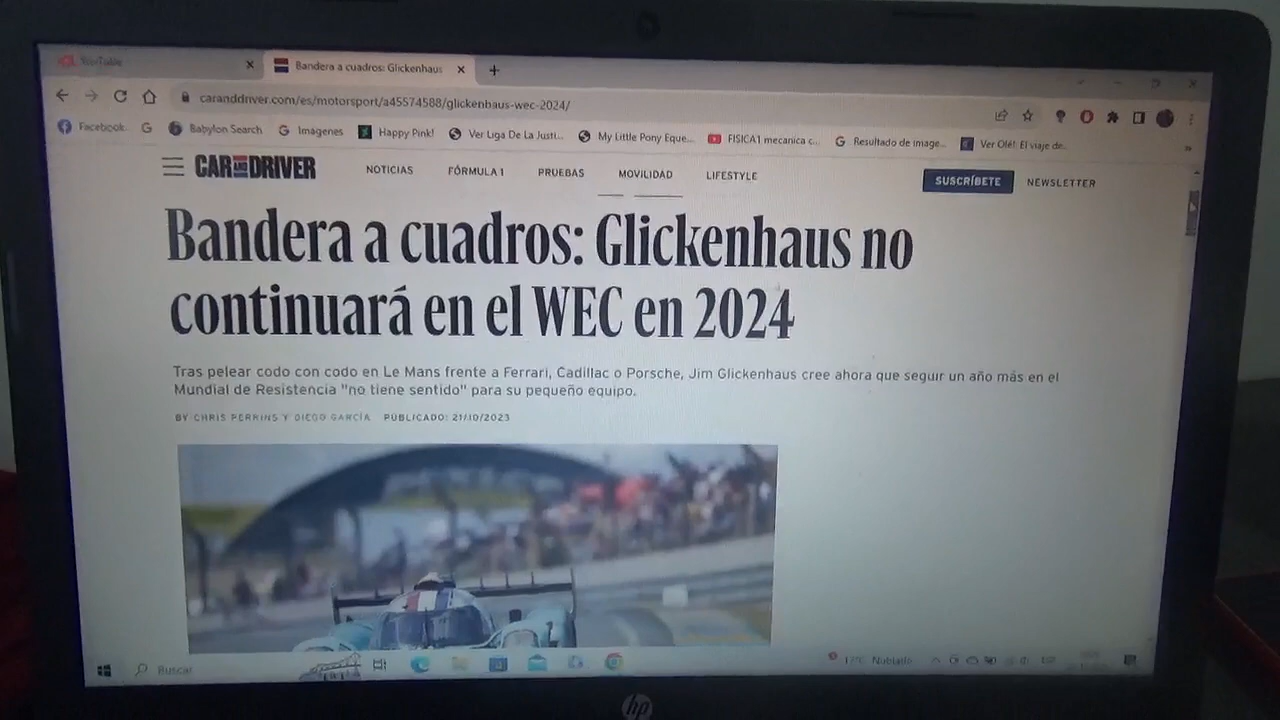 YouTube
Bandera a cuadros: Glickenhaus
caranddriver.com/es/motorsport/a45574588/glickenhaus-wec-2024/
Facebook G Babylon Search G Imagenes Happy Pink! Ver Liga De La Justi... My Little Pony Eque... FISICA1 mecanica c... G Resultado de image... Ver Olé! El viaje de...
CAR AND DRIVER NOTICIAS FÓRMULA 1 PRUEBAS MOVILIDAD LIFESTYLE SUSCRÍBETE NEWSLETTER
Bandera a cuadros: Glickenhaus no
continuará en el WEC en 2024
Tras pelear codo con codo en Le Mans frente a Ferrari, Cadillac o Porsche, Jim Glickenhaus cree ahora que seguir un año más en el
Mundial de Resistencia "no tiene sentido" para su pequeño equipo.
BY CHRIS PERKINS Y DIEGO GARCÍA PUBLICADO: 21/10/2023
Buscar Nublado
hp